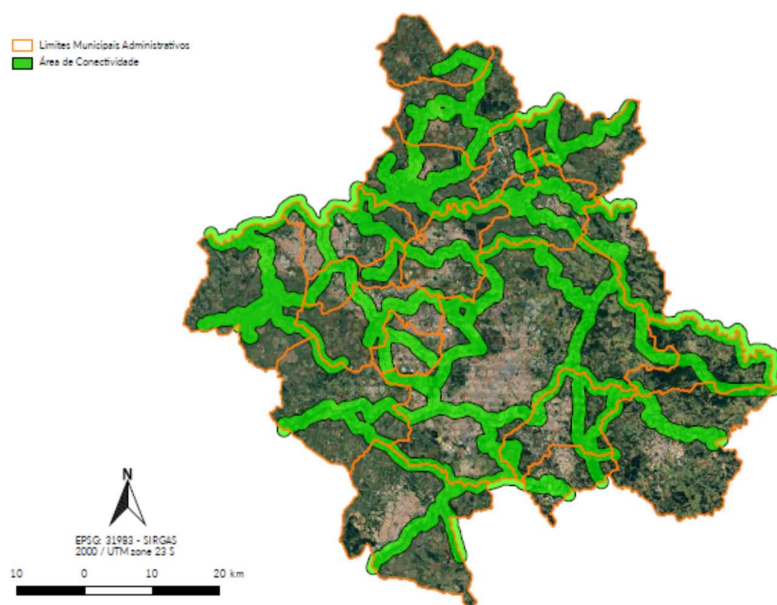 Limites Municipais Administrativos
Área de Conectividade
N
EPSG: 31983 - SIRGAS
2000 / UTM zone 23 S
10 0 10 20 km